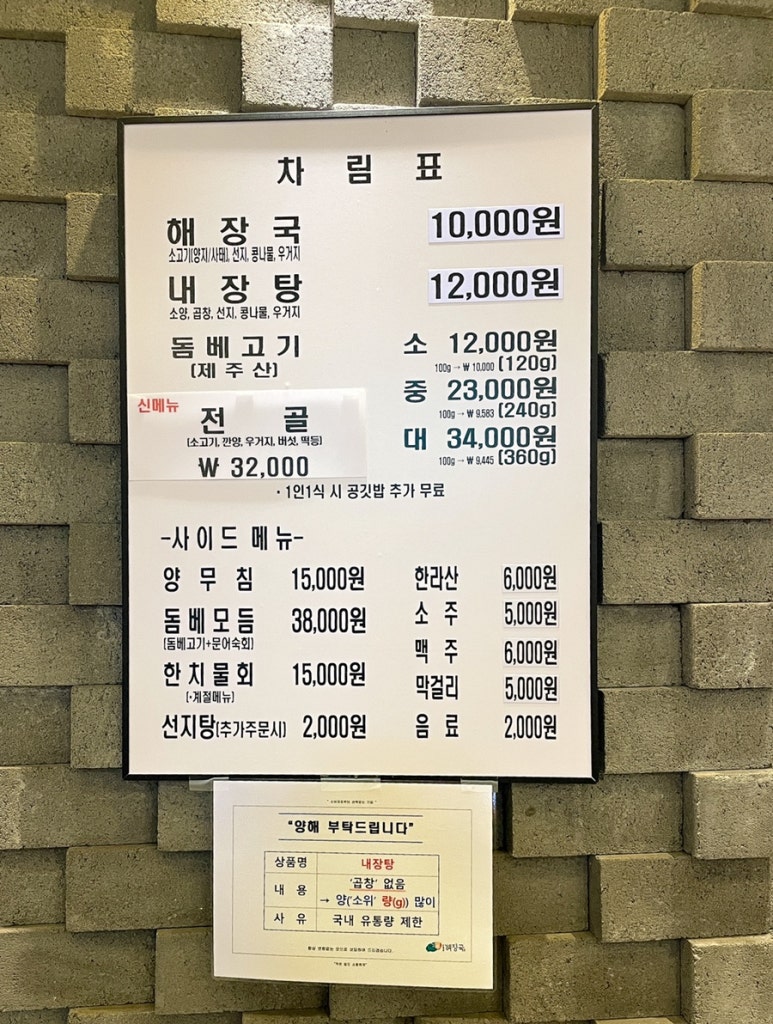 차 림 표
해 장 국 10,000원
소고기(양지/사태), 선지, 콩나물, 우거지
내 장 탕 12,000원
소양, 곱창, 선지, 콩나물, 우거지
돔 베 고 기 소 12,000원
(제 주 산) 100g → ₩ 10,000 (120g)
중 23,000원
100g → ₩ 9,583 (240g)
대 34,000원
100g → ₩ 9,445 (360g)
신메뉴
전 골
(소고기, 깐양, 우거지, 버섯, 떡등)
₩ 32,000
· 1인1식 시 공깃밥 추가 무료
-사 이 드 메 뉴-
양 무 침 15,000원 한라산 6,000원
돔베모듬 38,000원 소 주 5,000원
(돔베고기+문어숙회) 맥 주 6,000원
한 치 물 회 15,000원 막걸리 5,000원
(·계절메뉴)
선지탕(추가주문시) 2,000원 음 료 2,000원
"양해 부탁드립니다"
상품명 내장탕
내 용 '곱창' 없음
→ 양('소위' 량(g)) 많이
사 유 국내 유통량 제한